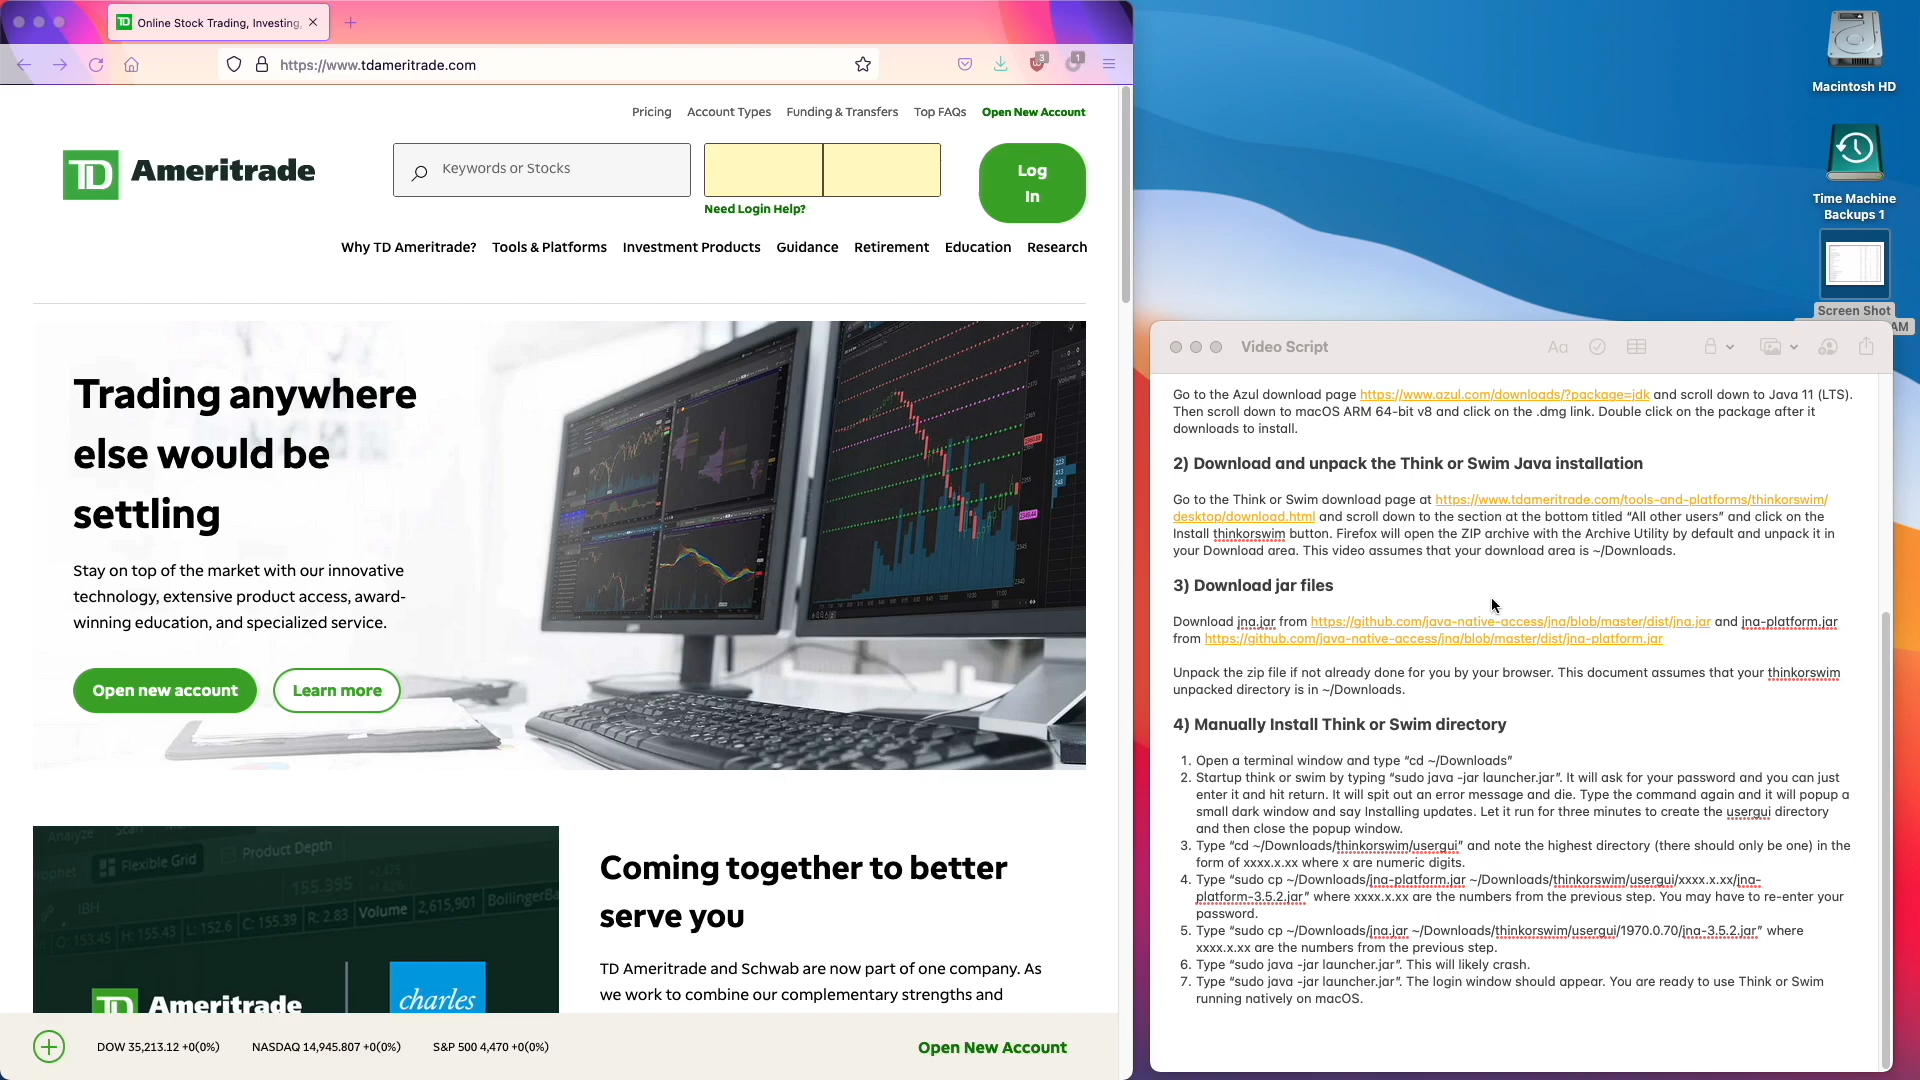 Online Stock Trading, Investing,
https://www.tdameritrade.com
3
1
Pricing
Account Types
Funding & Transfers
Top FAQs
Open New Account
TD Ameritrade
Keywords or Stocks
Log
In
Need Login Help?
Why TD Ameritrade?
Tools & Platforms
Investment Products
Guidance
Retirement
Education
Research
Trading anywhere
else would be
settling
Stay on top of the market with our innovative
technology, extensive product access, award-
winning education, and specialized service.
Open new account
Learn more
Analyze
Scan
Flexible Grid
Product Depth
155.395
IBH
O: 153.45
H: 155.43
L: 152.6
C: 155.39
R: 2.83
Volume
2,615,901
TD Ameritrade
charles
Coming together to better
serve you
TD Ameritrade and Schwab are now part of one company. As
we work to combine our complementary strengths and
DOW 35,213.12 +0(0%)
NASDAQ 14,945.807 +0(0%)
S&P 500 4,470 +0(0%)
Open New Account
Macintosh HD
Time Machine
Backups 1
Screen Shot
AM
Video Script
Aa
Go to the Azul download page https://www.azul.com/downloads/?package=jdk and scroll down to Java 11 (LTS).
Then scroll down to macOS ARM 64-bit v8 and click on the .dmg link. Double click on the package after it
downloads to install.
2) Download and unpack the Think or Swim Java installation
Go to the Think or Swim download page at https://www.tdameritrade.com/tools-and-platforms/thinkorswim/
desktop/download.html and scroll down to the section at the bottom titled “All other users” and click on the
Install thinkorswim button. Firefox will open the ZIP archive with the Archive Utility by default and unpack it in
your Download area. This video assumes that your download area is ~/Downloads.
3) Download jar files
Download jna.jar from https://github.com/java-native-access/jna/blob/master/dist/jna.jar and jna-platform.jar
from https://github.com/java-native-access/jna/blob/master/dist/jna-platform.jar
Unpack the zip file if not already done for you by your browser. This document assumes that your thinkorswim
unpacked directory is in ~/Downloads.
4) Manually Install Think or Swim directory
1. Open a terminal window and type “cd ~/Downloads”
2. Startup think or swim by typing “sudo java -jar launcher.jar”. It will ask for your password and you can just
enter it and hit return. It will spit out an error message and die. Type the command again and it will popup a
small dark window and say Installing updates. Let it run for three minutes to create the usergui directory
and then close the popup window.
3. Type “cd ~/Downloads/thinkorswim/usergui” and note the highest directory (there should only be one) in the
form of xxxx.x.xx where x are numeric digits.
4. Type “sudo cp ~/Downloads/jna-platform.jar ~/Downloads/thinkorswim/usergui/xxxx.x.xx/jna-
platform-3.5.2.jar” where xxxx.x.xx are the numbers from the previous step. You may have to re-enter your
password.
5. Type “sudo cp ~/Downloads/jna.jar ~/Downloads/thinkorswim/usergui/1970.0.70/jna-3.5.2.jar” where
xxxx.x.xx are the numbers from the previous step.
6. Type “sudo java -jar launcher.jar”. This will likely crash.
7. Type “sudo java -jar launcher.jar”. The login window should appear. You are ready to use Think or Swim
running natively on macOS.